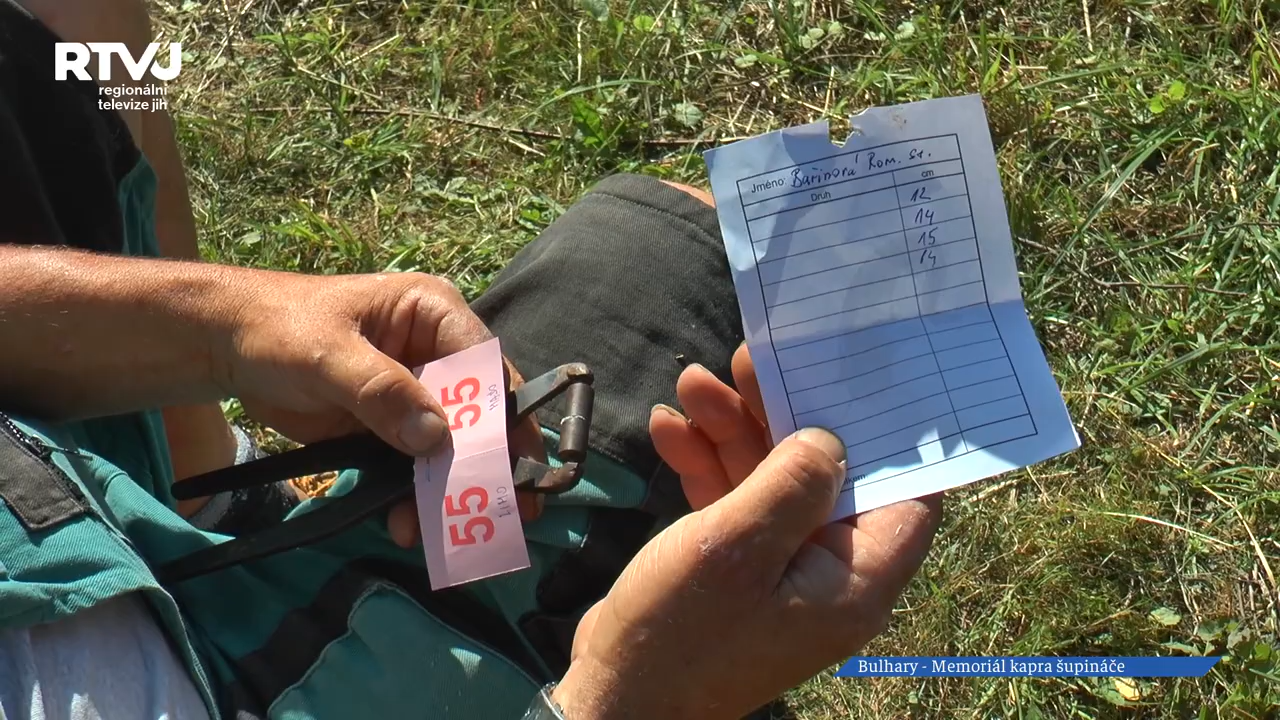 RTVJ
regionální
televize jih
Jméno: Bařinová Rom. St.
Druh cm
12
14
15
14
55
55
Bulhary - Memoriál kapra šupináče